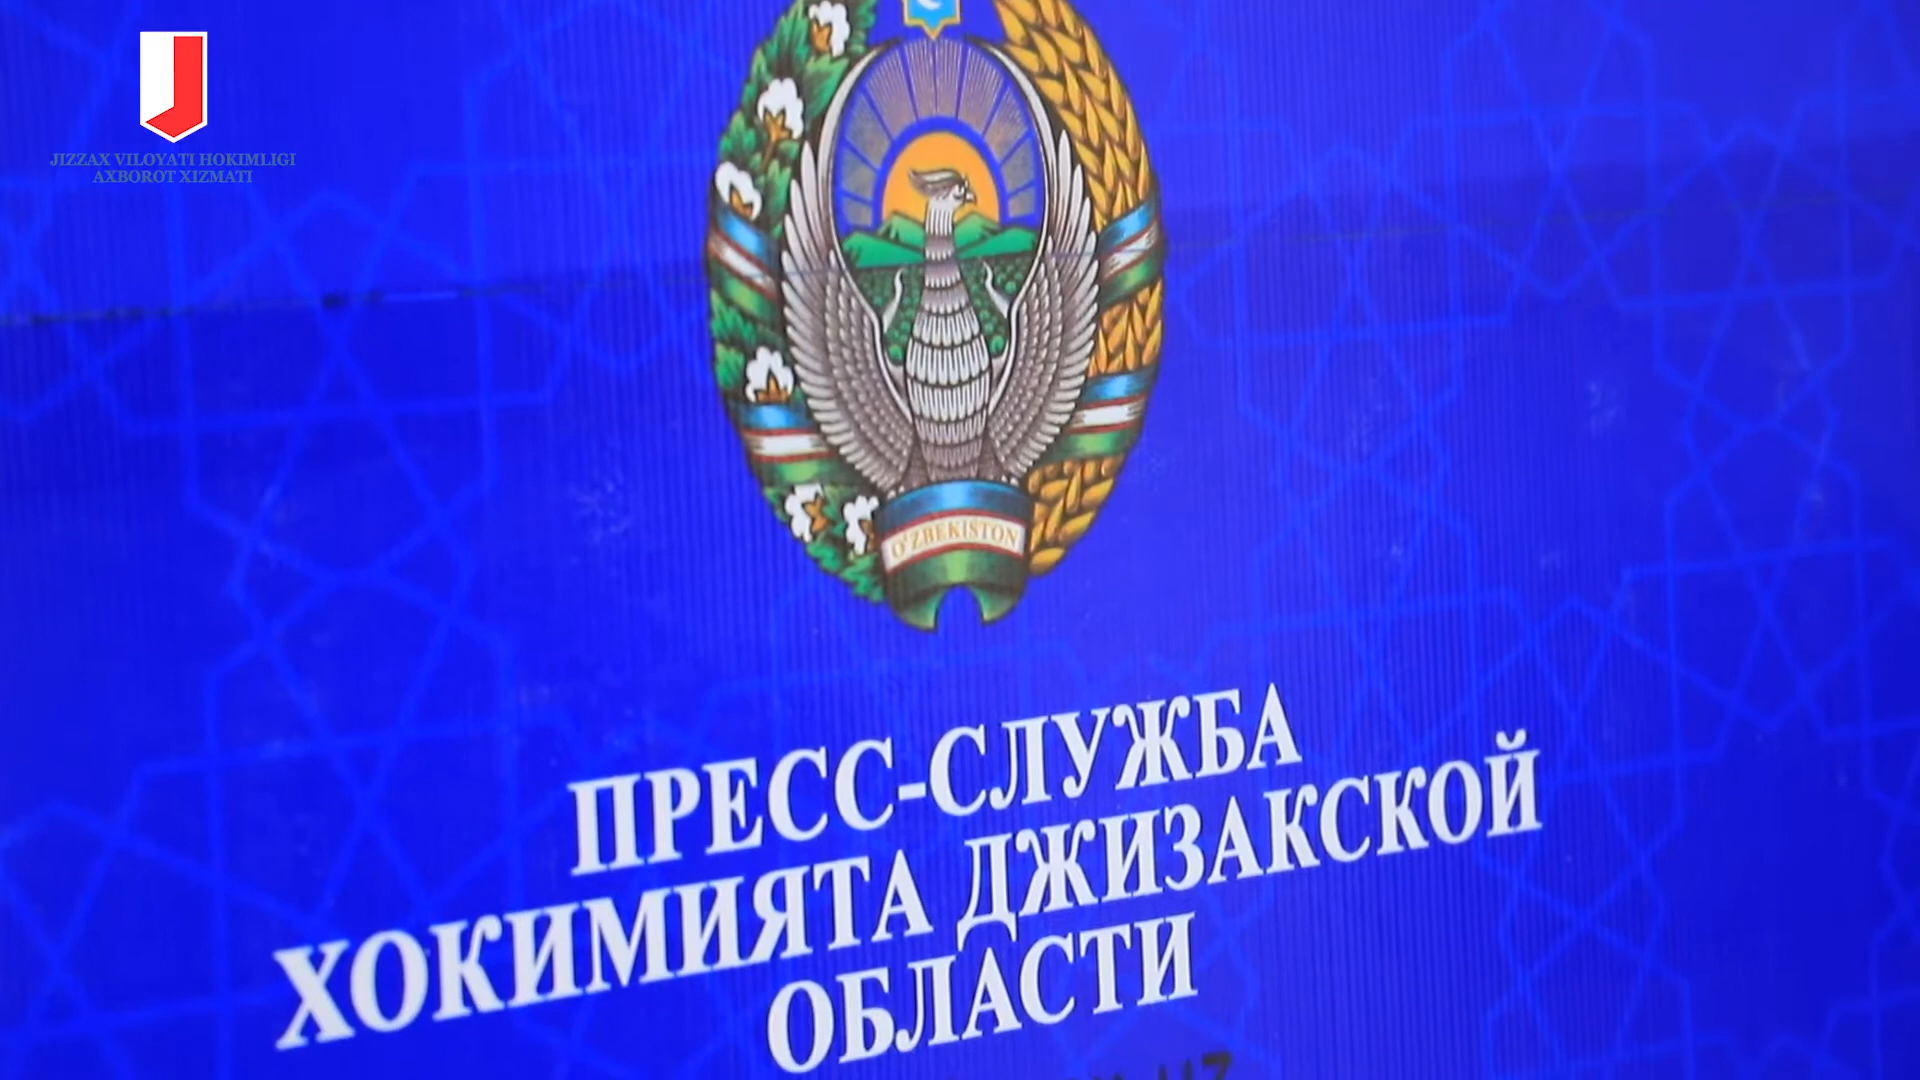 JIZZAX VILOYATI HOKIMLIGI
AXBOROT XIZMATI
O'ZBEKISTON
ПРЕСС-СЛУЖБА
ХОКИМИЯТА ДЖИЗАКСКОЙ
ОБЛАСТИ